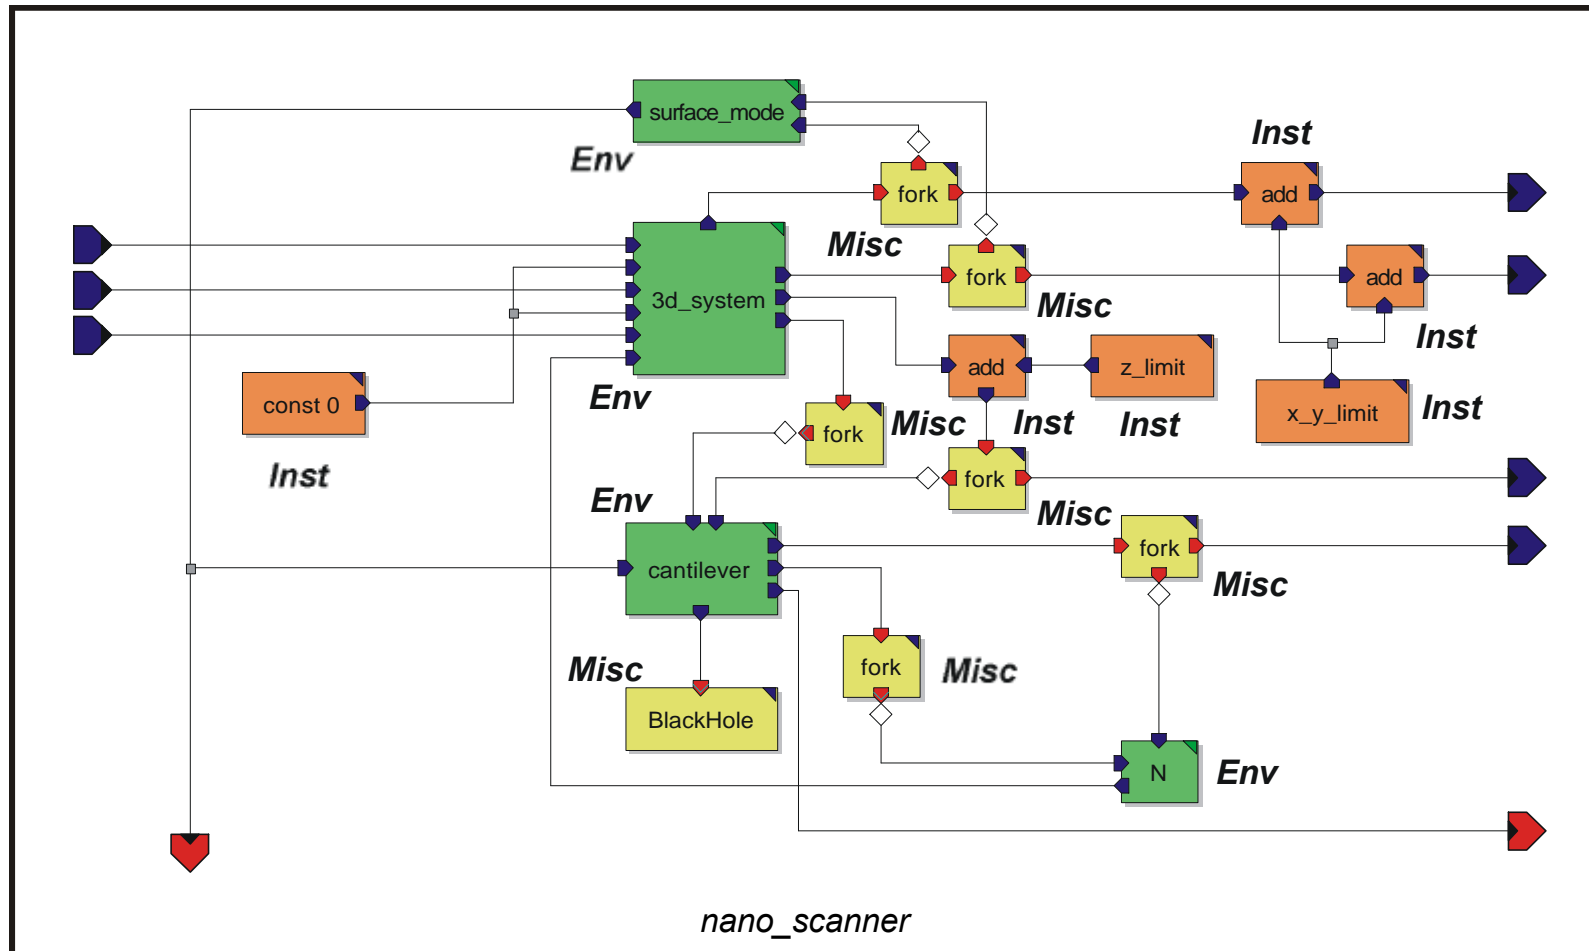 surface_mode
Env
Inst
fork
add
Misc
3d_system
fork
add
Misc
Inst
add
z_limit
const 0
Env
x_y_limit
Inst
fork
Misc
Inst
Inst
Inst
Env
fork
Misc
fork
cantilever
Misc
Misc
fork
Misc
BlackHole
N
Env
nano_scanner